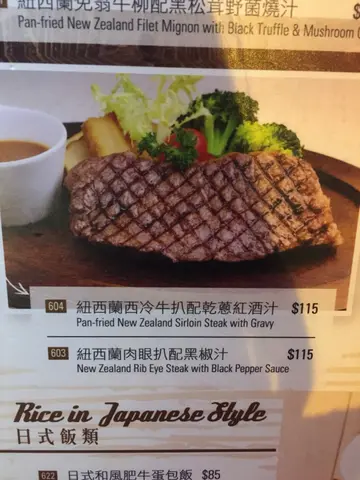 紐西蘭免翁牛柳配黑松茸野菌燒汁 $
Pan-fried New Zealand Filet Mignon with Black Truffle & Mushroom
604 紐西蘭西冷牛扒配乾蔥紅酒汁 $115
Pan-fried New Zealand Sirloin Steak with Gravy
603 紐西蘭肉眼扒配黑椒汁 $115
New Zealand Rib Eye Steak with Black Pepper Sauce
Rice in Japanese Style
日式飯類
622 日式和風肥牛蛋包飯 $85